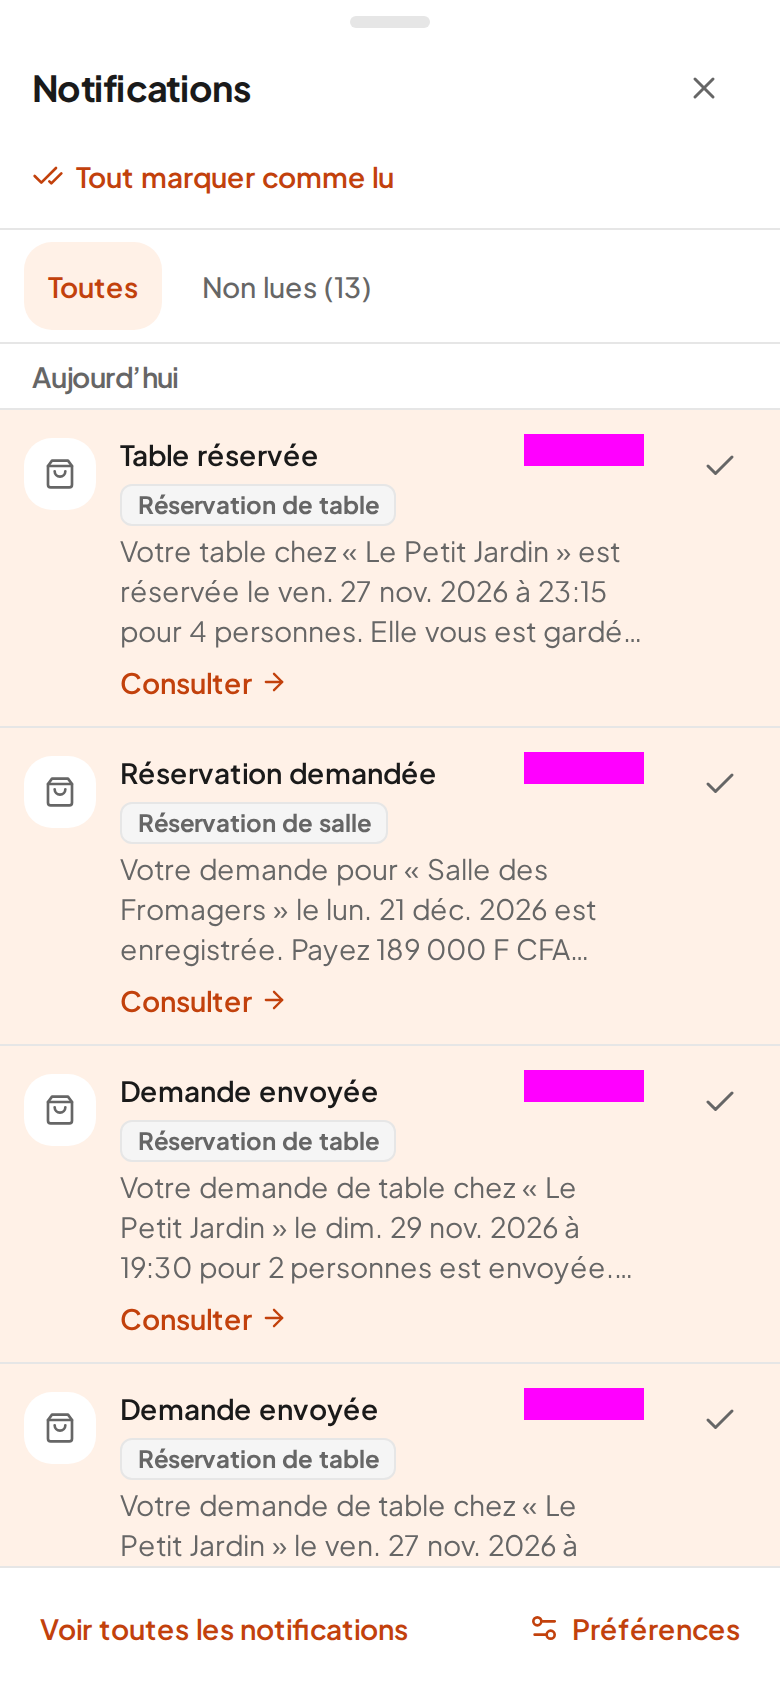 Notifications
Tout marquer comme lu
Toutes
Non lues (13)
Aujourd’hui
Table réservée
Réservation de table
Votre table chez « Le Petit Jardin » est
réservée le ven. 27 nov. 2026 à 23:15
pour 4 personnes. Elle vous est gardé…
Consulter
Réservation demandée
Réservation de salle
Votre demande pour « Salle des
Fromagers » le lun. 21 déc. 2026 est
enregistrée. Payez 189 000 F CFA…
Consulter
Demande envoyée
Réservation de table
Votre demande de table chez « Le
Petit Jardin » le dim. 29 nov. 2026 à
19:30 pour 2 personnes est envoyée.…
Consulter
Demande envoyée
Réservation de table
Votre demande de table chez « Le
Petit Jardin » le ven. 27 nov. 2026 à
Voir toutes les notifications
Préférences